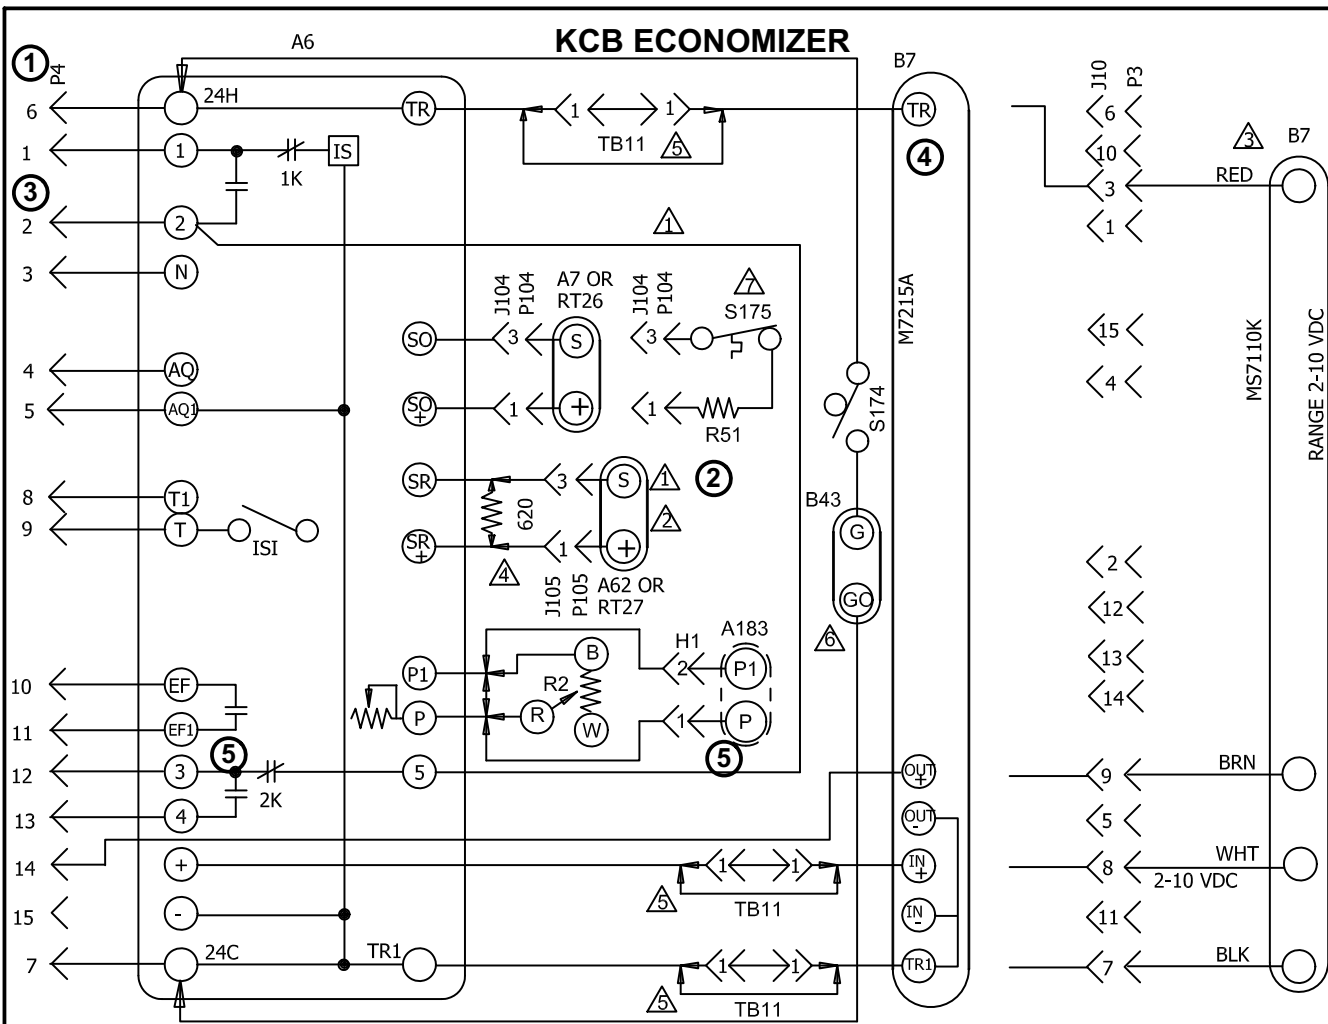 KCB ECONOMIZER
A6
B7
1
P4
6
24H
TR
1
1
TB11
5
TR
J10
P3
6
3
B7
1
1
1K
IS
4
10
3
RED
3
2
2
1
1
3
N
J104
P104
A7 OR
RT26
J104
P104
7
S175
M7215A
MS7110K
RANGE 2-10 VDC
SO
3
S
3
15
4
AQ
4
5
AQ1
SO
+
1
+
1
R51
S174
SR
3
S
1
2
B43
8
T1
620
2
G
9
T
ISI
SR
+
1
+
4
J105
P105
A62 OR
RT27
GO
6
2
12
H1
A183
B
P1
2
P1
13
10
EF
R2
14
P
R
W
1
P
11
EF1
5
5
12
3
2K
5
OUT
+
9
BRN
13
4
OUT
-
5
14
+
1
1
IN
+
8
WHT
2-10 VDC
5
TB11
15
-
IN
-
11
7
24C
TR1
1
1
TR1
7
BLK
5
TB11